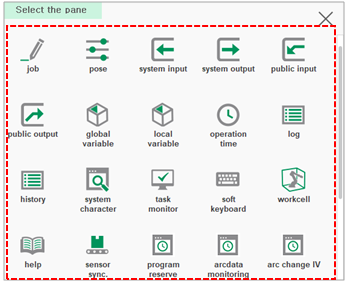 Select the pane
job pose system input system output public input
public output global variable local variable operation time log
history system character task monitor soft keyboard workcell
help sensor sync. program reserve arcdata monitoring arc change IV